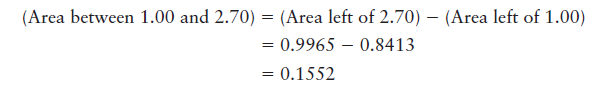 (Area between 1.00 and 2.70) = (Area left of 2.70) − (Area left of 1.00)
= 0.9965 − 0.8413
= 0.1552